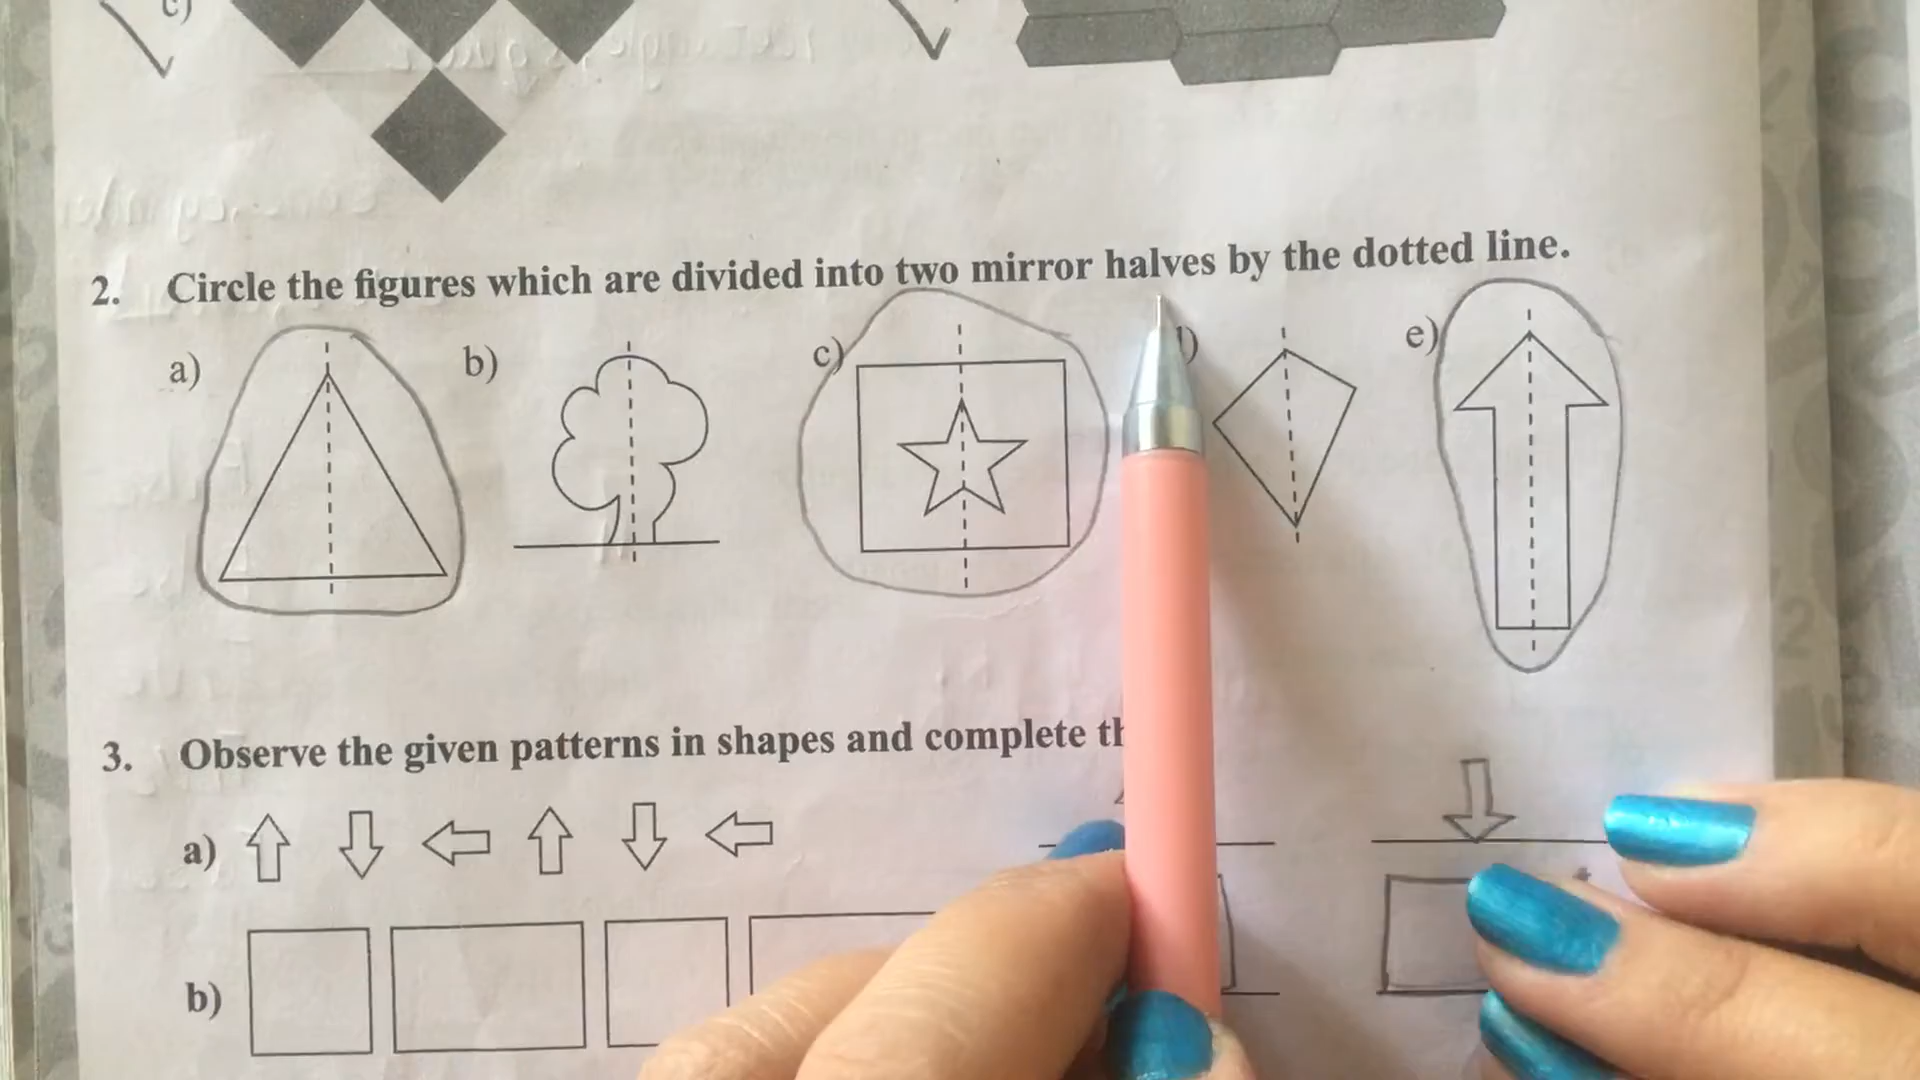 c)
2. Circle the figures which are divided into two mirror halves by the dotted line.
a) b) c) e)
3. Observe the given patterns in shapes and complete
a)
b)